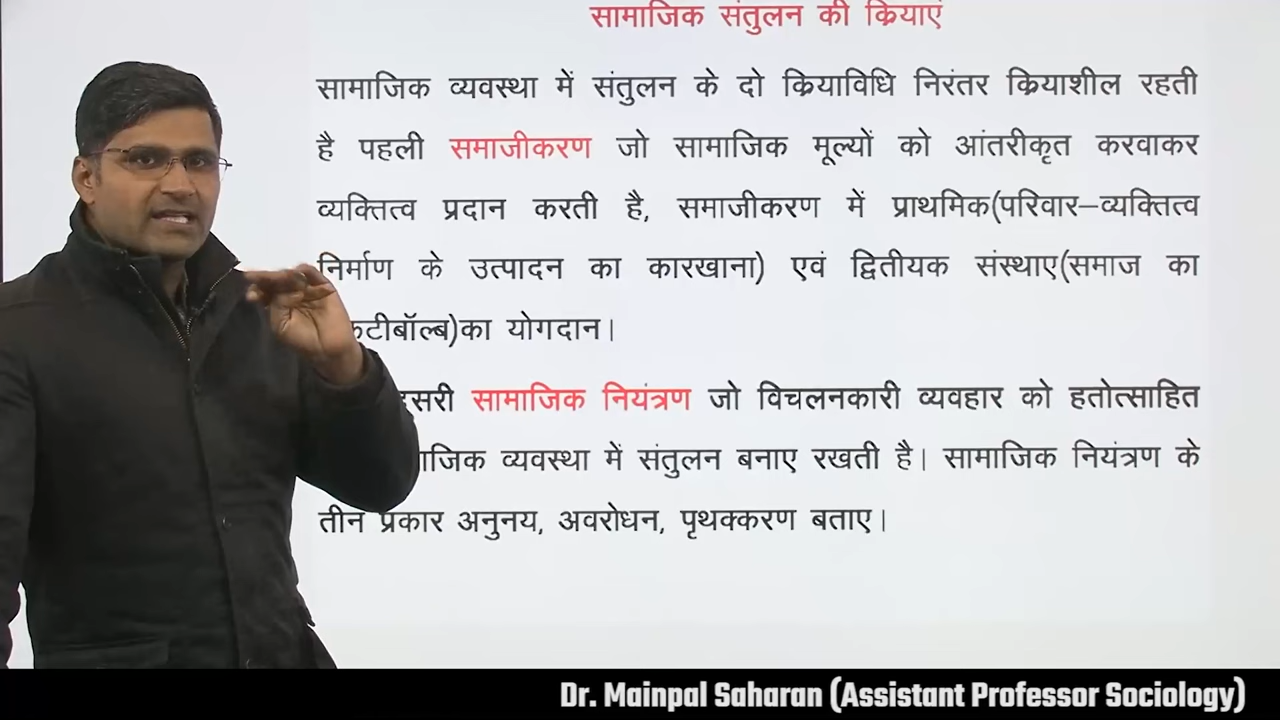 सामाजिक संतुलन की क्रियाएं
सामाजिक व्यवस्था में संतुलन के दो क्रियाविधि निरंतर क्रियाशील रहती
है पहली समाजीकरण जो सामाजिक मूल्यों को आंतरीकृत करवाकर
व्यक्तित्व प्रदान करती है, समाजीकरण में प्राथमिक(परिवार–व्यक्तित्व
निर्माण के उत्पादन का कारखाना) एवं द्वितीयक संस्थाए(समाज का
का योगदान।
सामाजिक नियंत्रण जो विचलनकारी व्यवहार को हतोत्साहित
व्यवस्था में संतुलन बनाए रखती है। सामाजिक नियंत्रण के
तीन प्रकार अनुनय, अवरोधन, पृथक्करण बताए।
Dr. Mainpal Saharan (Assistant Professor Sociology)